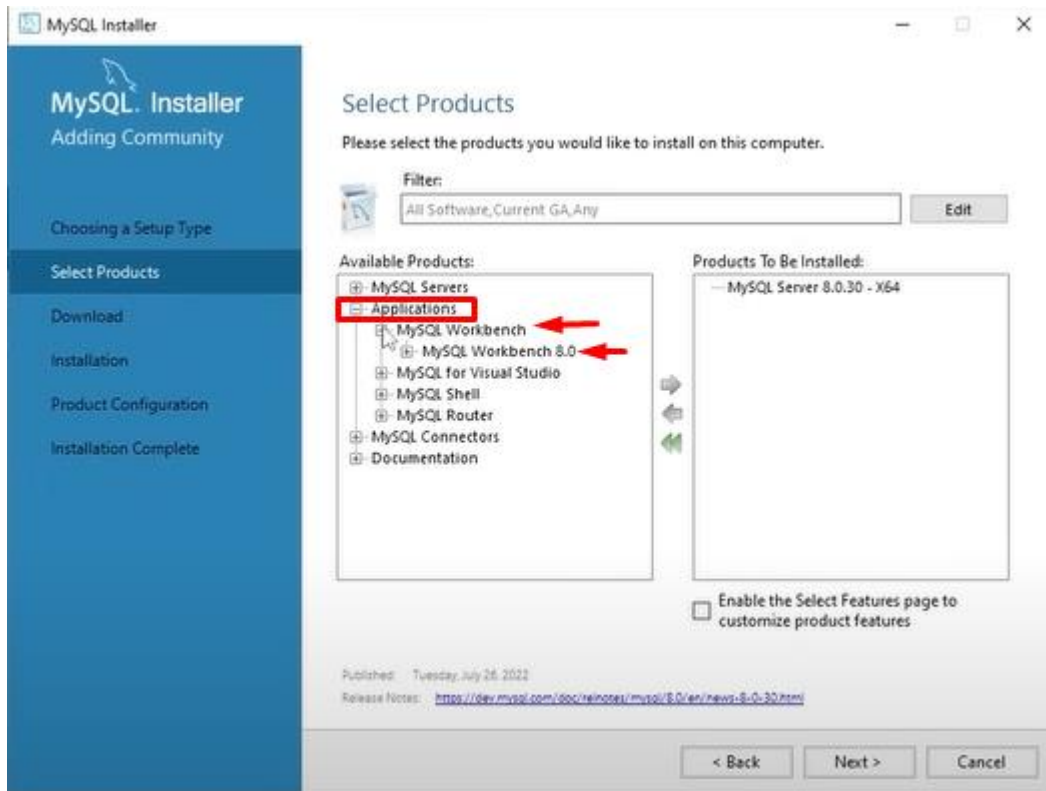 MySQL Installer
MySQL. Installer
Adding Community
Choosing a Setup Type
Select Products
Download
Installation
Product Configuration
Installation Complete
Select Products
Please select the products you would like to install on this computer.
Filter:
All Software,Current GA,Any
Edit
Available Products:
MySQL Servers
Applications
MySQL Workbench
MySQL Workbench 8.0
MySQL for Visual Studio
MySQL Shell
MySQL Router
MySQL Connectors
Documentation
Products To Be Installed:
MySQL Server 8.0.30 - X64
Enable the Select Features page to
customize product features
Published: Tuesday, July 26, 2022
Release Notes: https://dev.mysql.com/doc/relnotes/mysql/8.0/en/news-8-0-30.html
< Back
Next >
Cancel